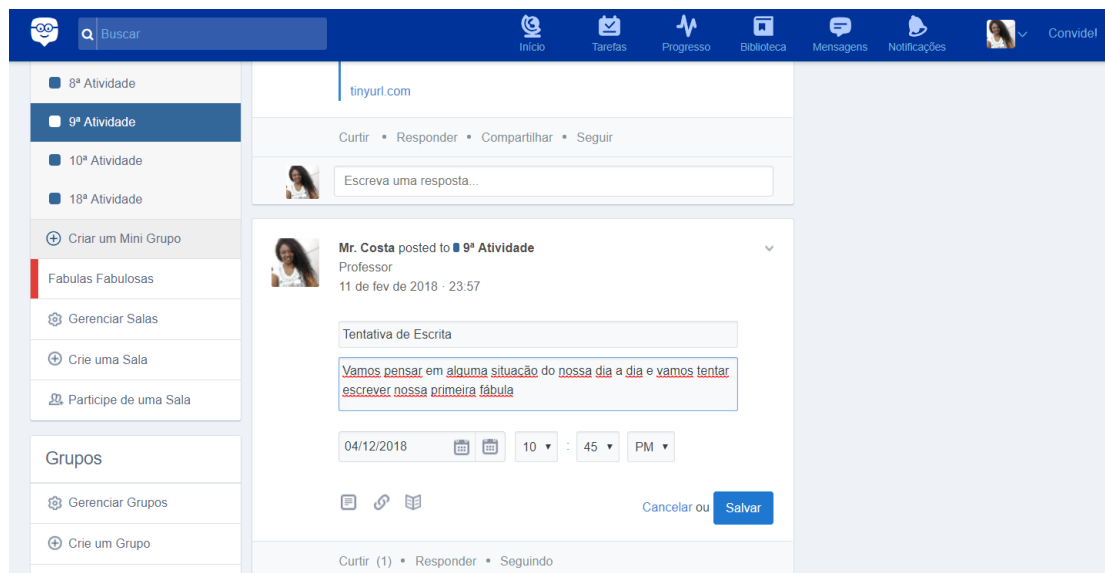 Buscar
Início
Tarefas
Progresso
Biblioteca
Mensagens
Notificações
Convide!
8ª Atividade
9ª Atividade
10ª Atividade
18ª Atividade
Criar um Mini Grupo
Fabulas Fabulosas
Gerenciar Salas
Crie uma Sala
Participe de uma Sala
Grupos
Gerenciar Grupos
Crie um Grupo
tinyurl.com
Curtir • Responder • Compartilhar • Seguir
Escreva uma resposta...
Mr. Costa posted to 9ª Atividade
Professor
11 de fev de 2018 · 23:57
Tentativa de Escrita
Vamos pensar em alguma situação do nossa dia a dia e vamos tentar
escrever nossa primeira fábula
04/12/2018 10 : 45 PM
Cancelar ou Salvar
Curtir (1) • Responder • Seguindo